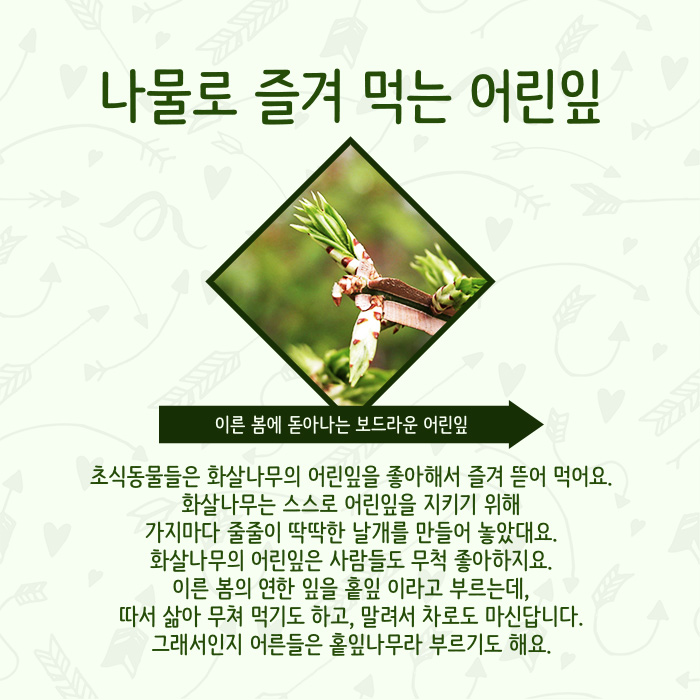 나물로 즐겨 먹는 어린잎
이른 봄에 돋아나는 보드라운 어린잎
초식동물들은 화살나무의 어린잎을 좋아해서 즐겨 뜯어 먹어요.
화살나무는 스스로 어린잎을 지키기 위해
가지마다 줄줄이 딱딱한 날개를 만들어 놓았대요.
화살나무의 어린잎은 사람들도 무척 좋아하지요.
이른 봄의 연한 잎을 홑잎 이라고 부르는데,
따서 삶아 무쳐 먹기도 하고, 말려서 차로도 마신답니다.
그래서인지 어른들은 홑잎나무라 부르기도 해요.